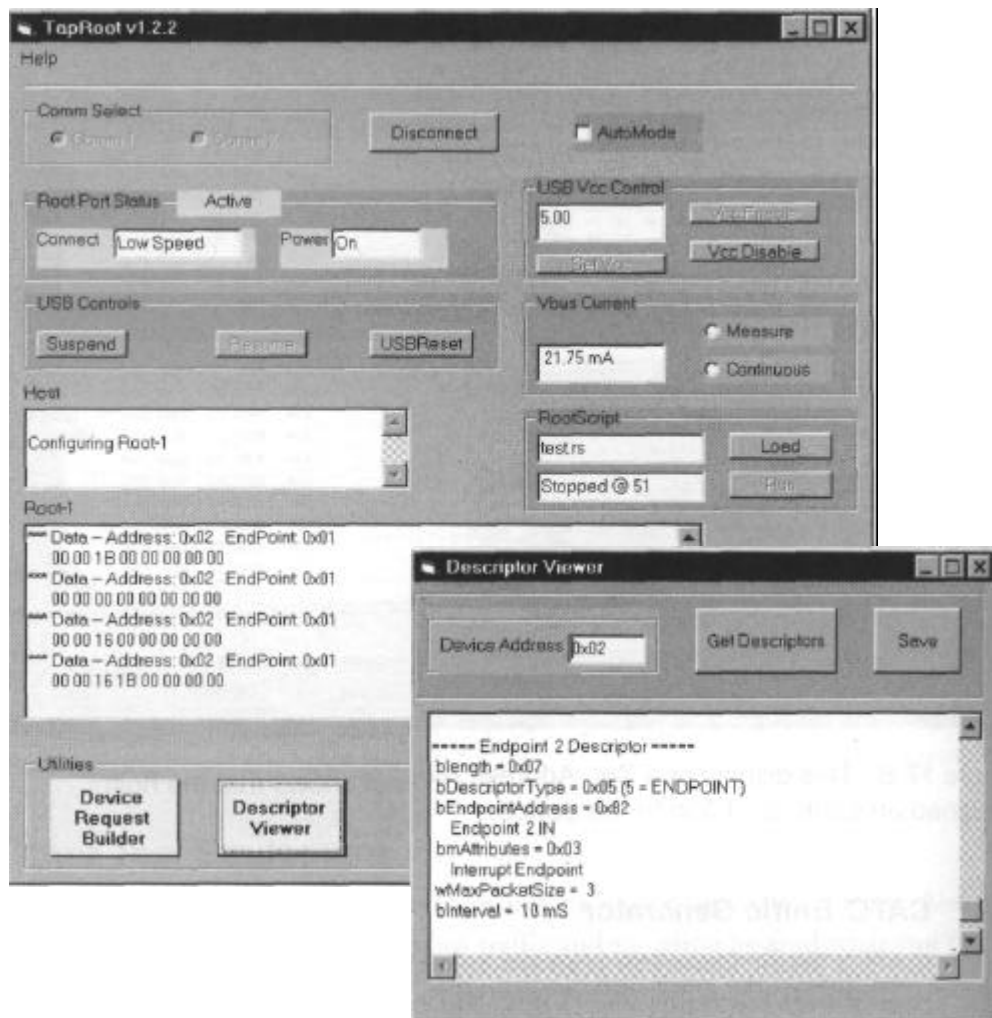 TapRoot v1.2.2
Help
Comm Select
Disconnect
AutoMode
Root Port Status Active
Connect Low Speed Power On
USB Vcc Control
5.00
Vcc Disable
USB Controls
Suspend Resume USBReset
Vbus Current
21.75 mA
Measure
Continuous
Host
Configuring Root-1
RootScript
test.rs Load
Stopped @ 51 Run
Root-1
*** Data – Address: 0x02 EndPoint: 0x01
00 00 1B 00 00 00 00 00
*** Data – Address: 0x02 EndPoint: 0x01
00 00 00 00 00 00 00 00
*** Data – Address: 0x02 EndPoint: 0x01
00 00 16 00 00 00 00 00
*** Data – Address: 0x02 EndPoint: 0x01
00 00 16 1B 00 00 00 00
Utilities
Device Request Builder
Descriptor Viewer
Descriptor Viewer
Device Address 0x02 Get Descriptors Save
===== Endpoint 2 Descriptor =====
blength = 0x07
bDescriptorType = 0x05 (5 = ENDPOINT)
bEndpointAddress = 0x82
Endpoint 2 IN
bmAttributes = 0x03
Interrupt Endpoint
wMaxPacketSize = 3
bInterval = 10 mS